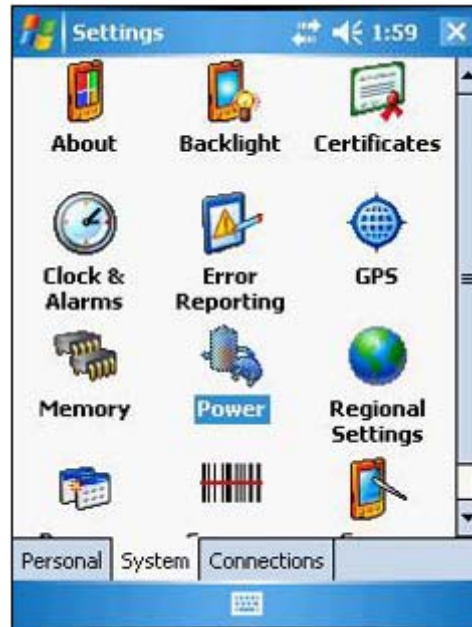 Settings 1:59
About Backlight Certificates
Clock & Error GPS
Alarms Reporting
Memory Power Regional
Settings
Personal System Connections